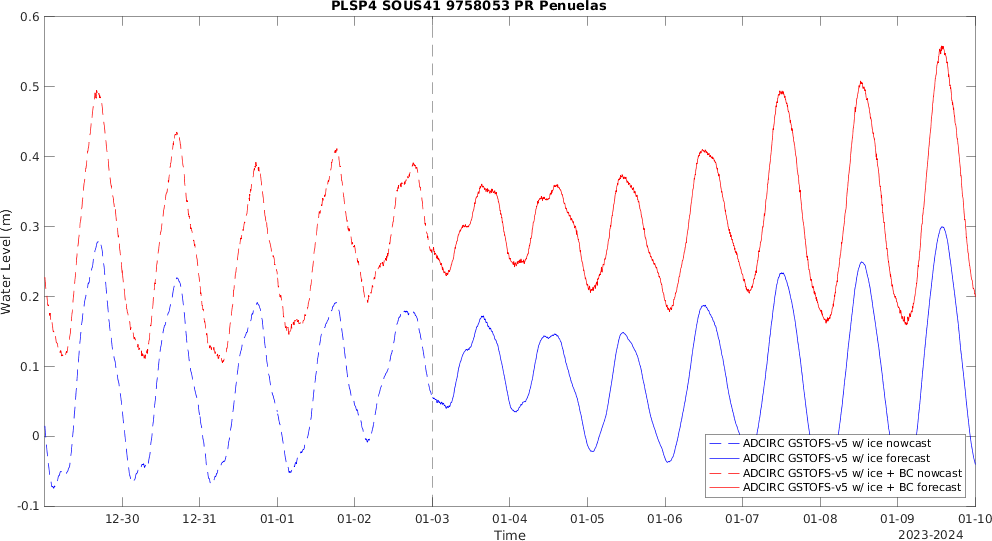 PLSP4 SOUS41 9758053 PR Penuelas
0.6
0.5
0.4
0.3
0.2
0.1
0
-0.1
Water Level (m)
12-30 12-31 01-01 01-02 01-03 01-04 01-05 01-06 01-07 01-08 01-09 01-10
Time
2023-2024
ADCIRC GSTOFS-v5 w/ ice nowcast
ADCIRC GSTOFS-v5 w/ ice forecast
ADCIRC GSTOFS-v5 w/ ice + BC nowcast
ADCIRC GSTOFS-v5 w/ ice + BC forecast